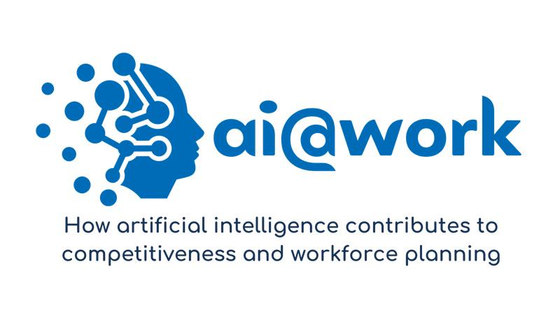 ai@work
How artificial intelligence contributes to
competitiveness and workforce planning